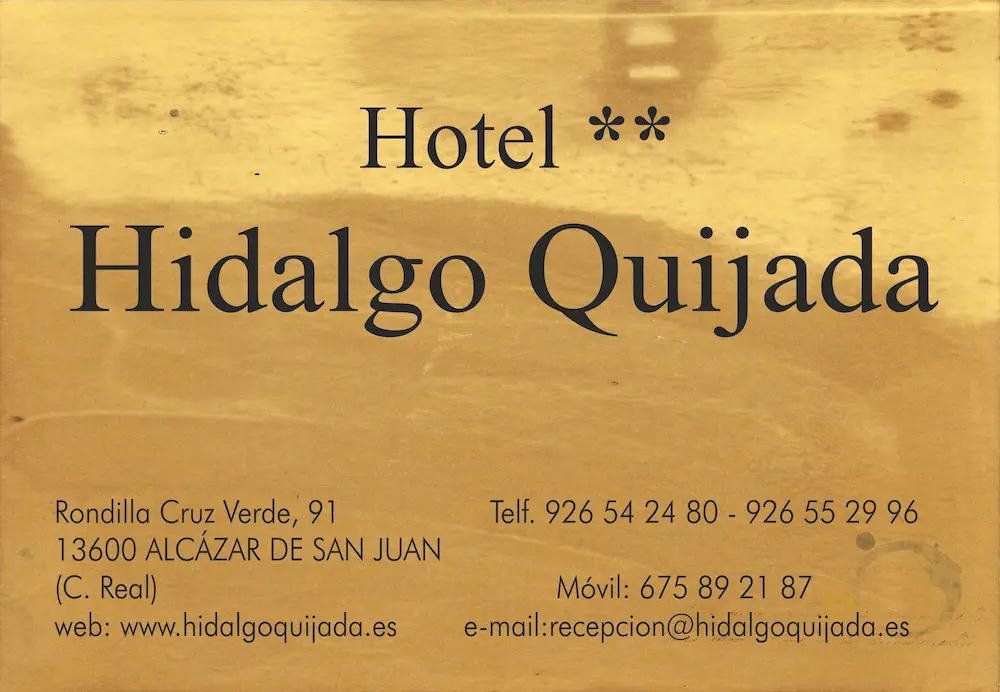 Hotel **
Hidalgo Quijada
Rondilla Cruz Verde, 91
13600 ALCÁZAR DE SAN JUAN
(C. Real)
web: www.hidalgoquijada.es
Telf. 926 54 24 80 - 926 55 29 96
Móvil: 675 89 21 87
e-mail:recepcion@hidalgoquijada.es